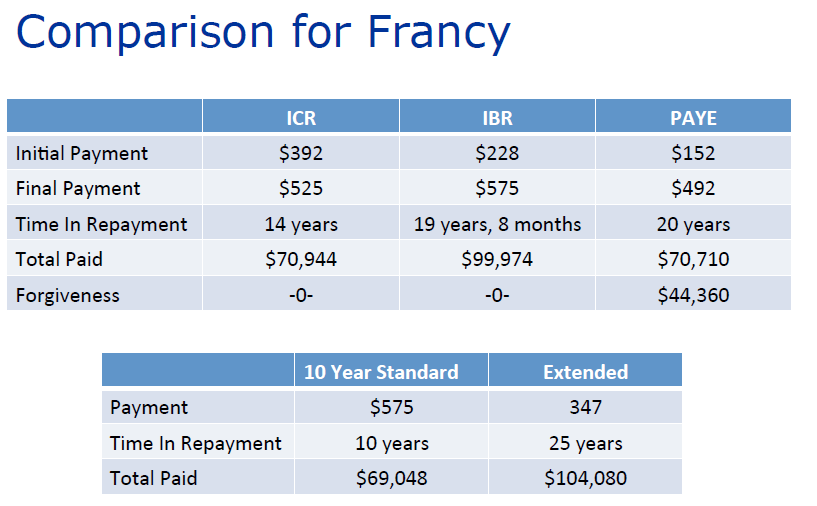 Comparison for Francy
ICR IBR PAYE
Initial Payment $392 $228 $152
Final Payment $525 $575 $492
Time In Repayment 14 years 19 years, 8 months 20 years
Total Paid $70,944 $99,974 $70,710
Forgiveness -0- -0- $44,360
10 Year Standard Extended
Payment $575 347
Time In Repayment 10 years 25 years
Total Paid $69,048 $104,080